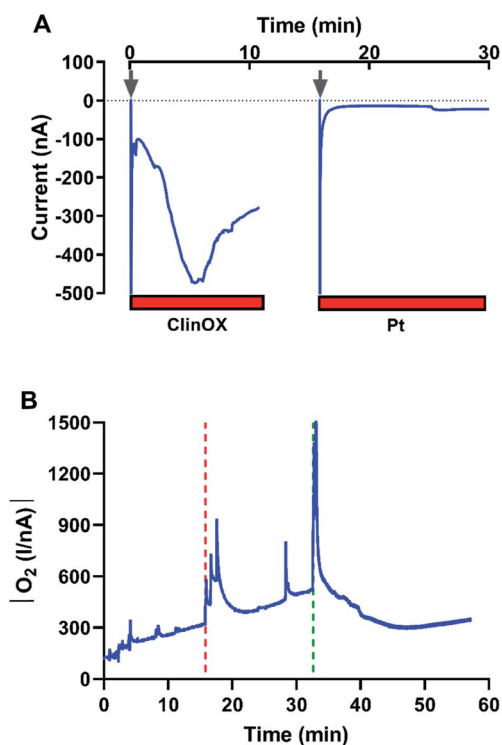 A
Time (min)
0 10 20 30
100
0
-100
-200
-300
-400
-500
Current (nA)
ClinOX
Pt
B
1500
1200
900
600
300
0
|O₂ (I/nA)|
0 10 20 30 40 50 60
Time (min)